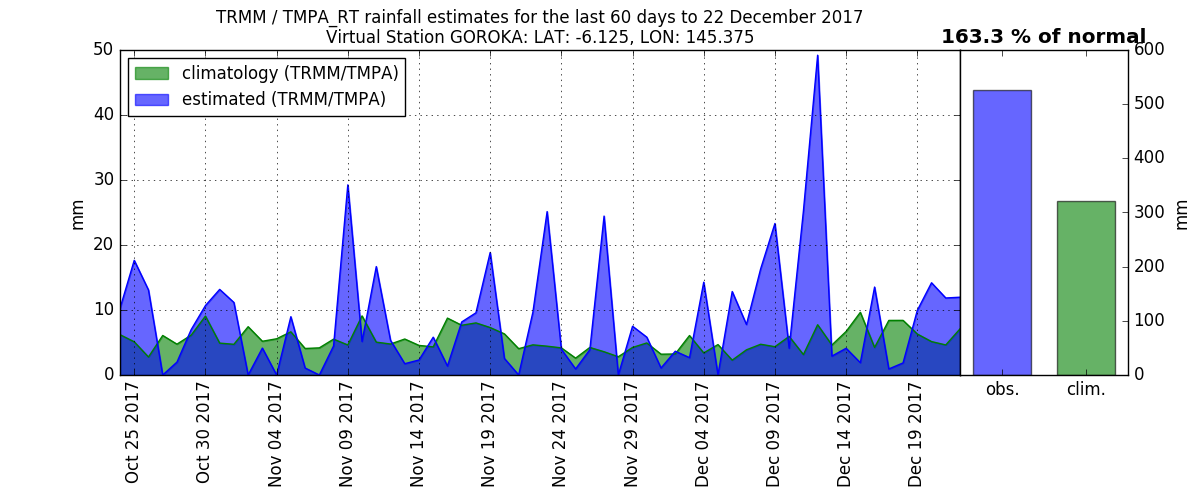 TRMM / TMPA_RT rainfall estimates for the last 60 days to 22 December 2017
Virtual Station GOROKA: LAT: -6.125, LON: 145.375
163.3 % of normal
climatology (TRMM/TMPA)
estimated (TRMM/TMPA)
50
40
30
20
10
0
mm
Oct 25 2017
Oct 30 2017
Nov 04 2017
Nov 09 2017
Nov 14 2017
Nov 19 2017
Nov 24 2017
Nov 29 2017
Dec 04 2017
Dec 09 2017
Dec 14 2017
Dec 19 2017
obs.
clim.
600
500
400
300
200
100
0
mm